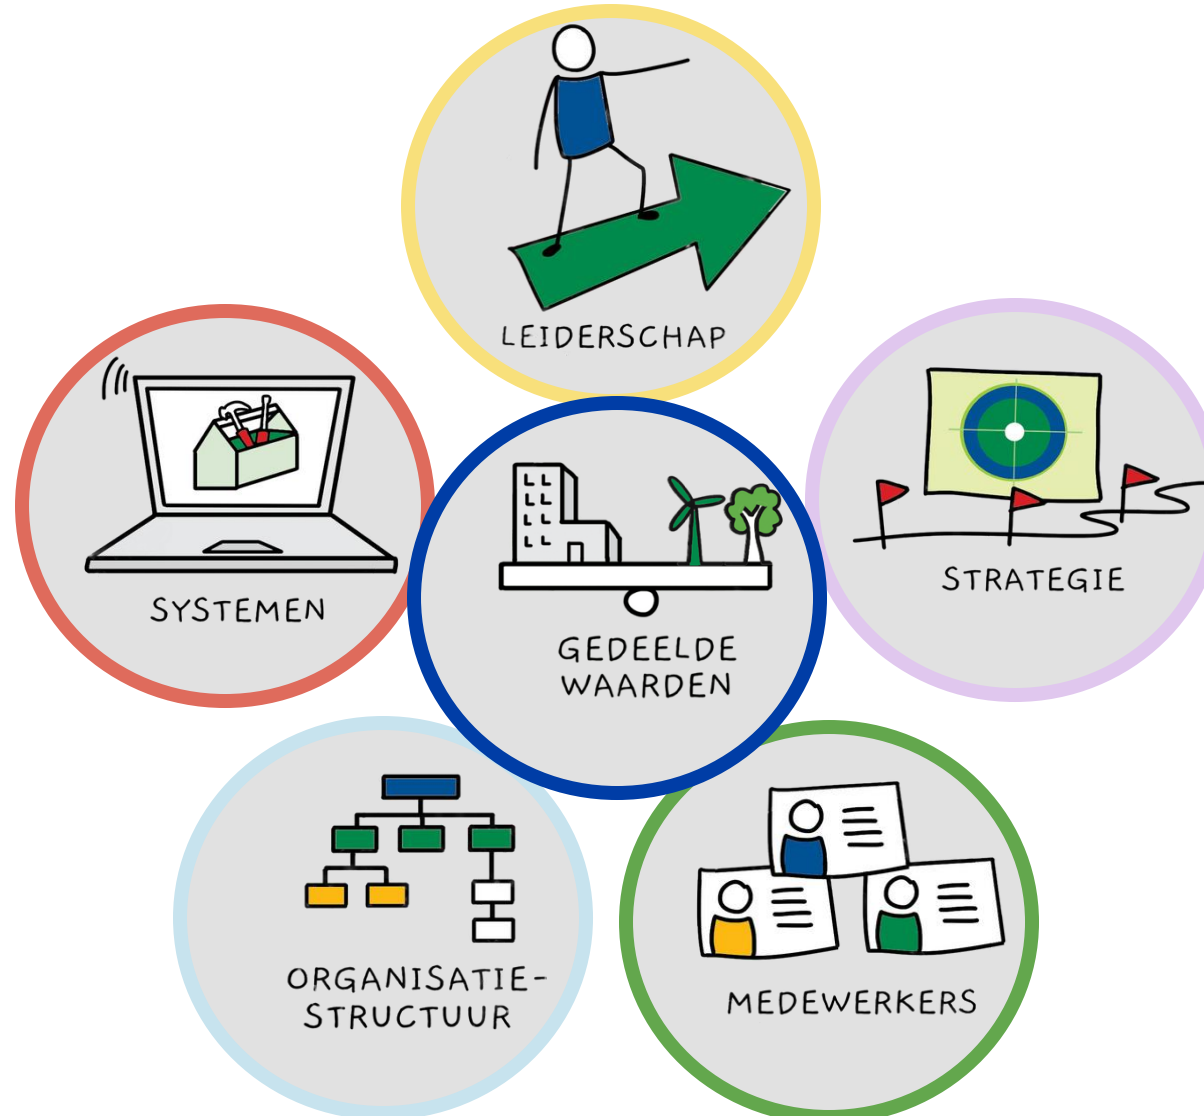 LEIDERSCHAP
SYSTEMEN
STRATEGIE
GEDEELDE
WAARDEN
ORGANISATIE-
STRUCTUUR
MEDEWERKERS